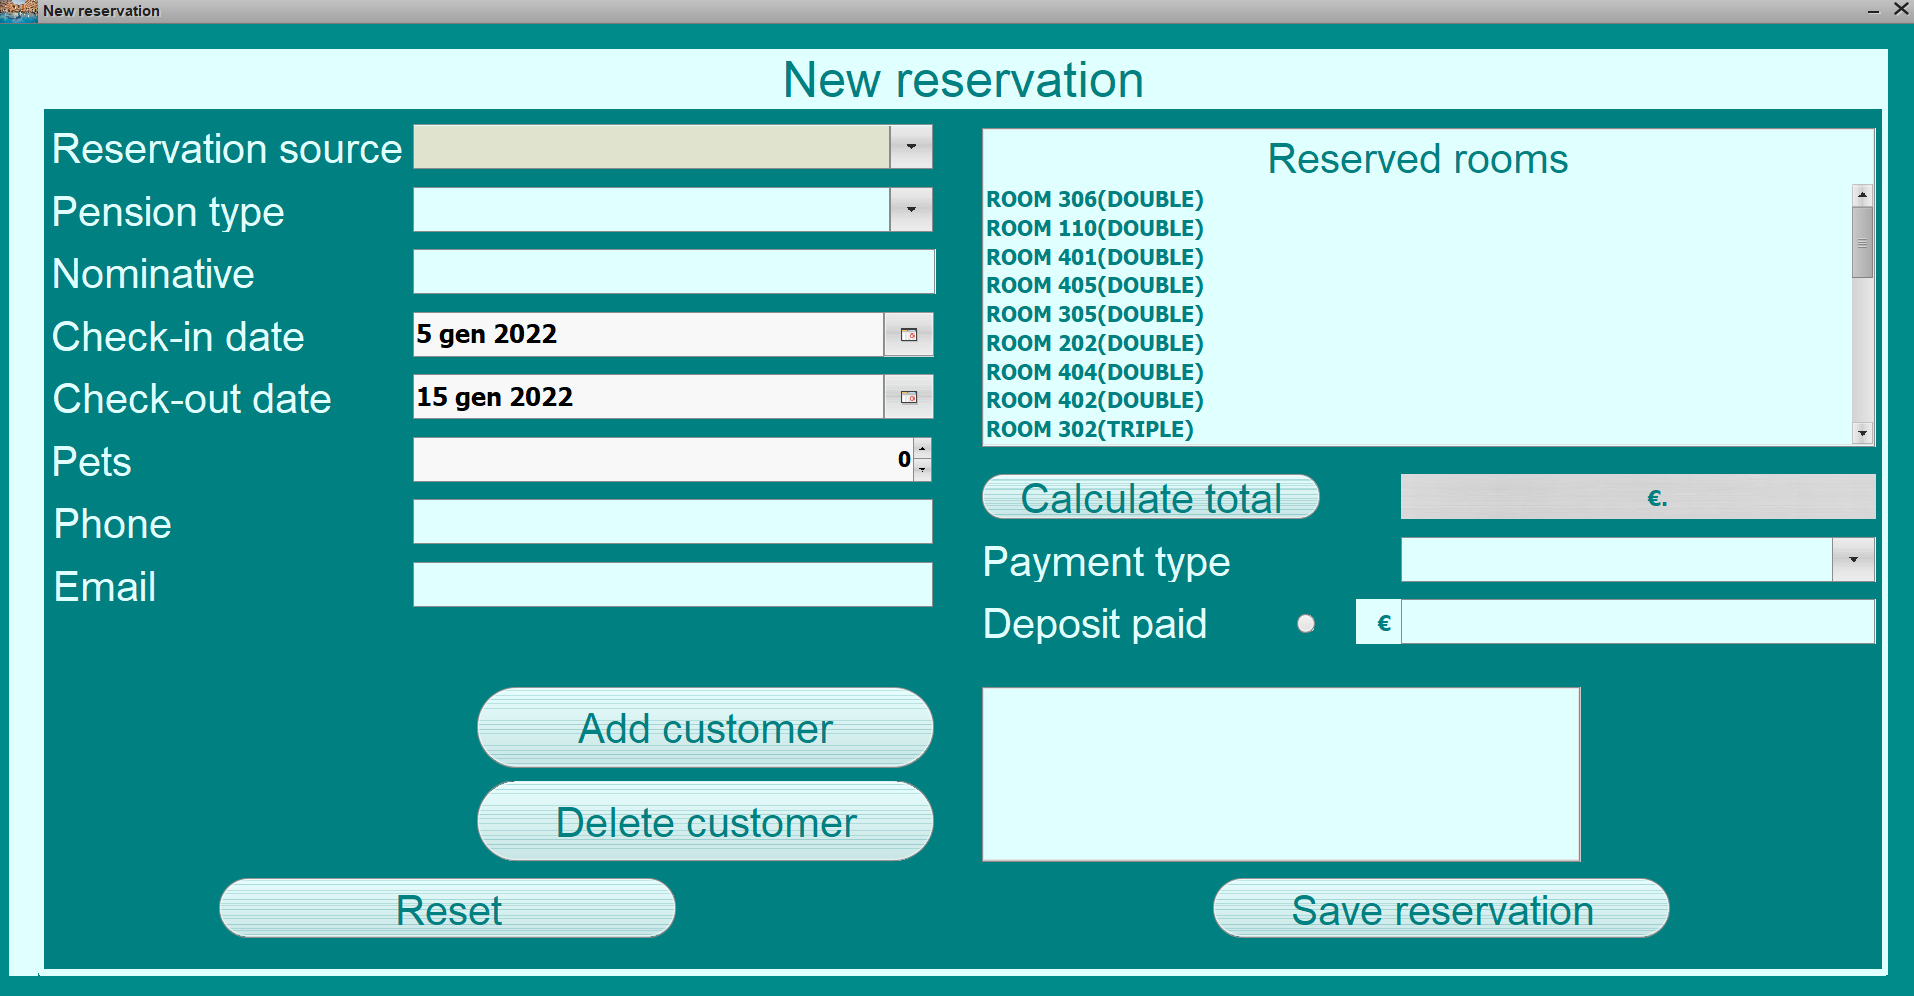 New reservation
New reservation
Reservation source
Pension type
Nominative
Check-in date
5 gen 2022
Check-out date
15 gen 2022
Pets
0
Phone
Email
Reserved rooms
ROOM 306(DOUBLE)
ROOM 110(DOUBLE)
ROOM 401(DOUBLE)
ROOM 405(DOUBLE)
ROOM 305(DOUBLE)
ROOM 202(DOUBLE)
ROOM 404(DOUBLE)
ROOM 402(DOUBLE)
ROOM 302(TRIPLE)
Calculate total
€.
Payment type
Deposit paid
€
Add customer
Delete customer
Reset
Save reservation